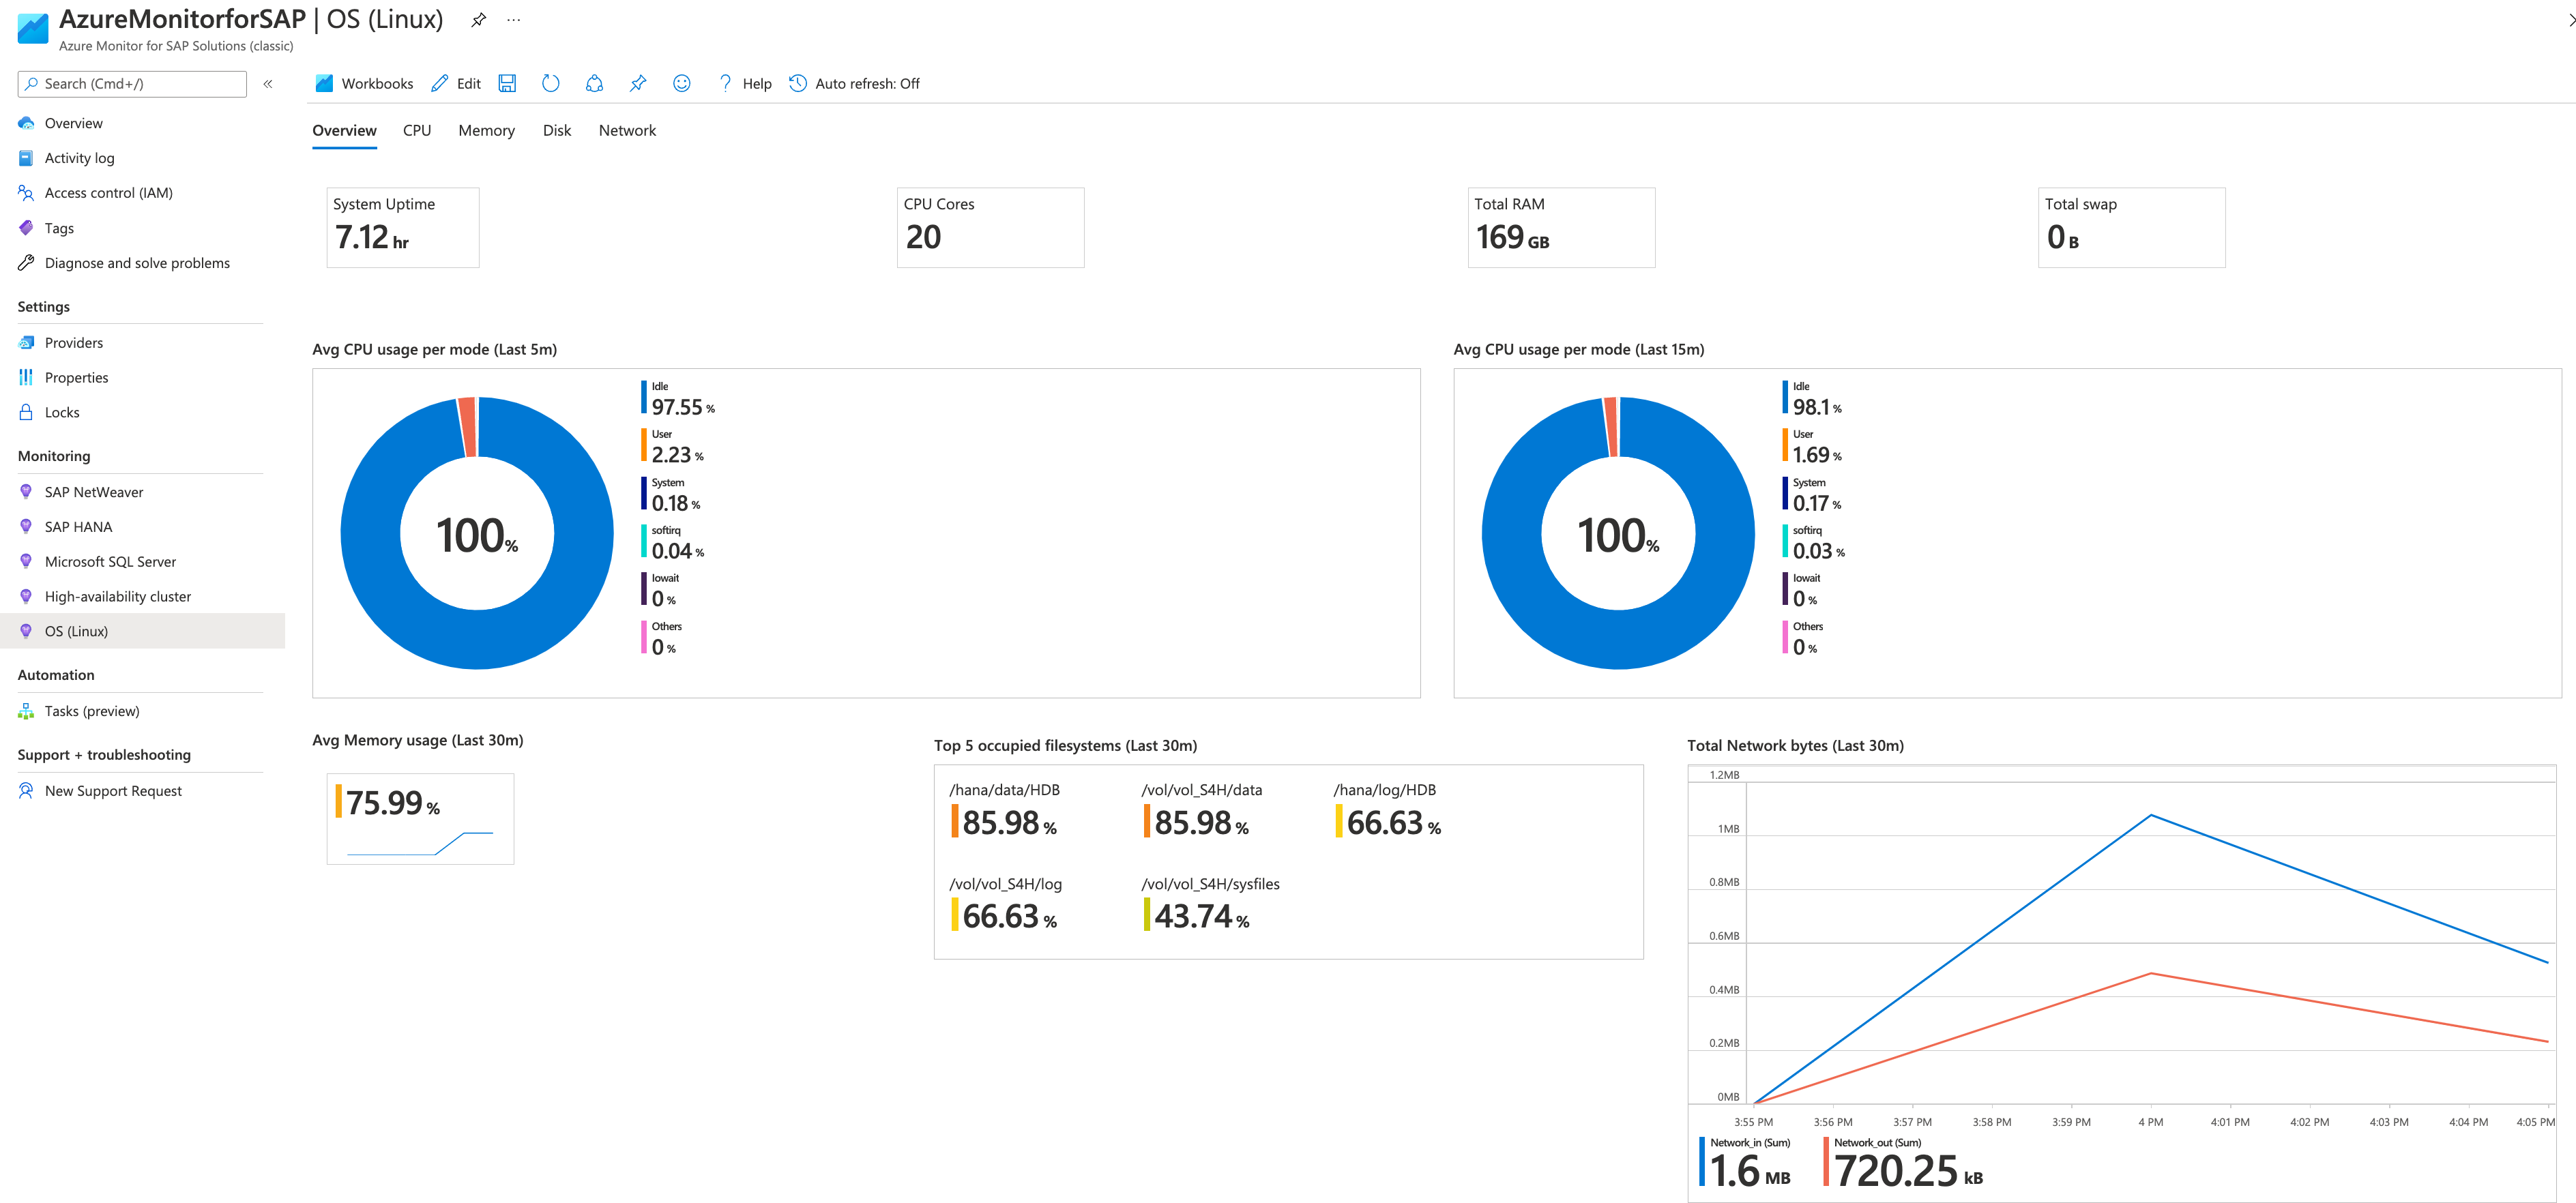 AzureMonitorforSAP | OS (Linux)
Azure Monitor for SAP Solutions (classic)
Search (Cmd+/)
Overview
Activity log
Access control (IAM)
Tags
Diagnose and solve problems
Settings
Providers
Properties
Locks
Monitoring
SAP NetWeaver
SAP HANA
Microsoft SQL Server
High-availability cluster
OS (Linux)
Automation
Tasks (preview)
Support + troubleshooting
New Support Request
Workbooks Edit Help Auto refresh: Off
Overview CPU Memory Disk Network
System Uptime
7.12 hr
CPU Cores
20
Total RAM
169 GB
Total swap
0 B
Avg CPU usage per mode (Last 5m)
100%
Idle
97.55 %
User
2.23 %
System
0.18 %
softirq
0.04 %
Iowait
0 %
Others
0 %
Avg CPU usage per mode (Last 15m)
100%
Idle
98.1 %
User
1.69 %
System
0.17 %
softirq
0.03 %
Iowait
0 %
Others
0 %
Avg Memory usage (Last 30m)
75.99 %
Top 5 occupied filesystems (Last 30m)
/hana/data/HDB
85.98 %
/vol/vol_S4H/data
85.98 %
/hana/log/HDB
66.63 %
/vol/vol_S4H/log
66.63 %
/vol/vol_S4H/sysfiles
43.74 %
Total Network bytes (Last 30m)
1.2MB
1MB
0.8MB
0.6MB
0.4MB
0.2MB
0MB
3:55 PM 3:56 PM 3:57 PM 3:58 PM 3:59 PM 4 PM 4:01 PM 4:02 PM 4:03 PM 4:04 PM 4:05 PM
Network_in (Sum)
1.6 MB
Network_out (Sum)
720.25 kB